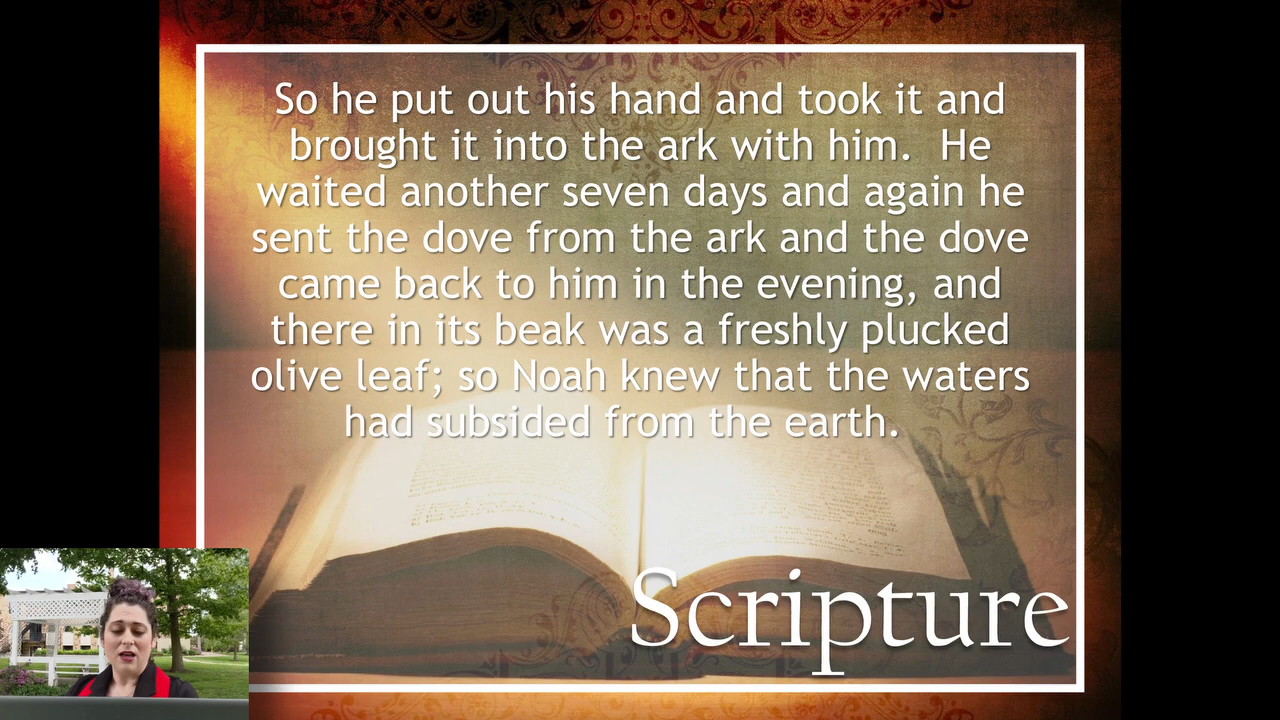 So he put out his hand and took it and
brought it into the ark with him.  He
waited another seven days and again he
sent the dove from the ark and the dove
came back to him in the evening, and
there in its beak was a freshly plucked
olive leaf; so Noah knew that the waters
had subsided from the earth.
Scripture